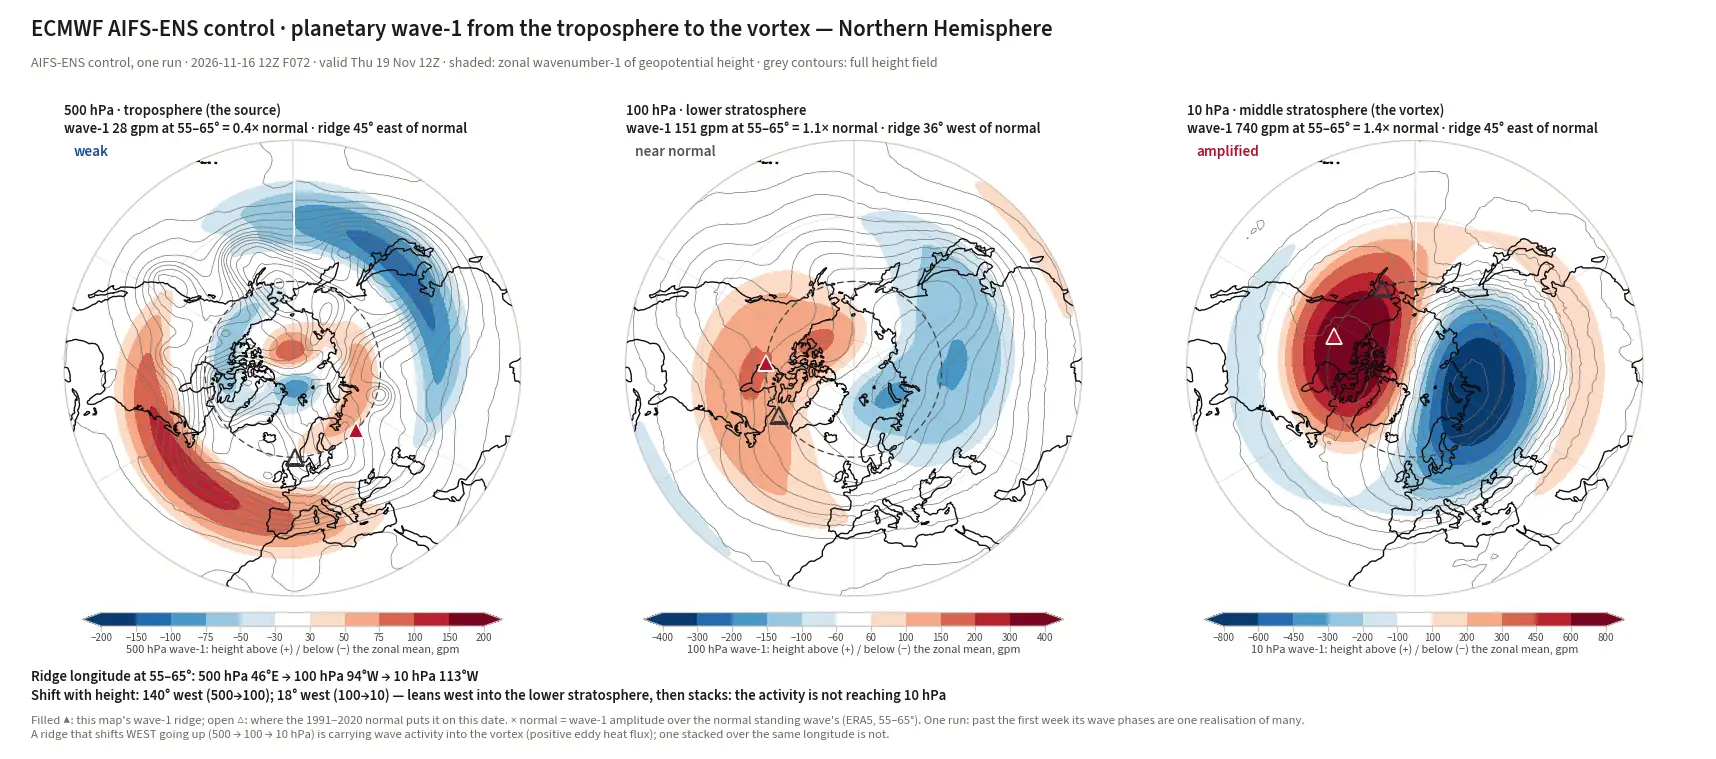 ECMWF AIFS-ENS control · planetary wave-1 from the troposphere to the vortex — Northern Hemisphere
AIFS-ENS control, one run · 2026-11-16 12Z F072 · valid Thu 19 Nov 12Z · shaded: zonal wavenumber-1 of geopotential height · grey contours: full height field
500 hPa · troposphere (the source)
wave-1 28 gpm at 55–65° = 0.4× normal · ridge 45° east of normal
weak
100 hPa · lower stratosphere
wave-1 151 gpm at 55–65° = 1.1× normal · ridge 36° west of normal
near normal
10 hPa · middle stratosphere (the vortex)
wave-1 740 gpm at 55–65° = 1.4× normal · ridge 45° east of normal
amplified
−200 −150 −100 −75 −50 −30 30 50 75 100 150 200
500 hPa wave-1: height above (+) / below (−) the zonal mean, gpm
−400 −300 −200 −150 −100 −60 60 100 150 200 300 400
100 hPa wave-1: height above (+) / below (−) the zonal mean, gpm
−800 −600 −450 −300 −200 −100 100 200 300 450 600 800
10 hPa wave-1: height above (+) / below (−) the zonal mean, gpm
Ridge longitude at 55–65°: 500 hPa 46°E → 100 hPa 94°W → 10 hPa 113°W
Shift with height: 140° west (500→100); 18° west (100→10) — leans west into the lower stratosphere, then stacks: the activity is not reaching 10 hPa
Filled ▲: this map's wave-1 ridge; open △: where the 1991–2020 normal puts it on this date. × normal = wave-1 amplitude over the normal standing wave's (ERA5, 55–65°). One run: past the first week its wave phases are one realisation of many.
A ridge that shifts WEST going up (500 → 100 → 10 hPa) is carrying wave activity into the vortex (positive eddy heat flux); one stacked over the same longitude is not.